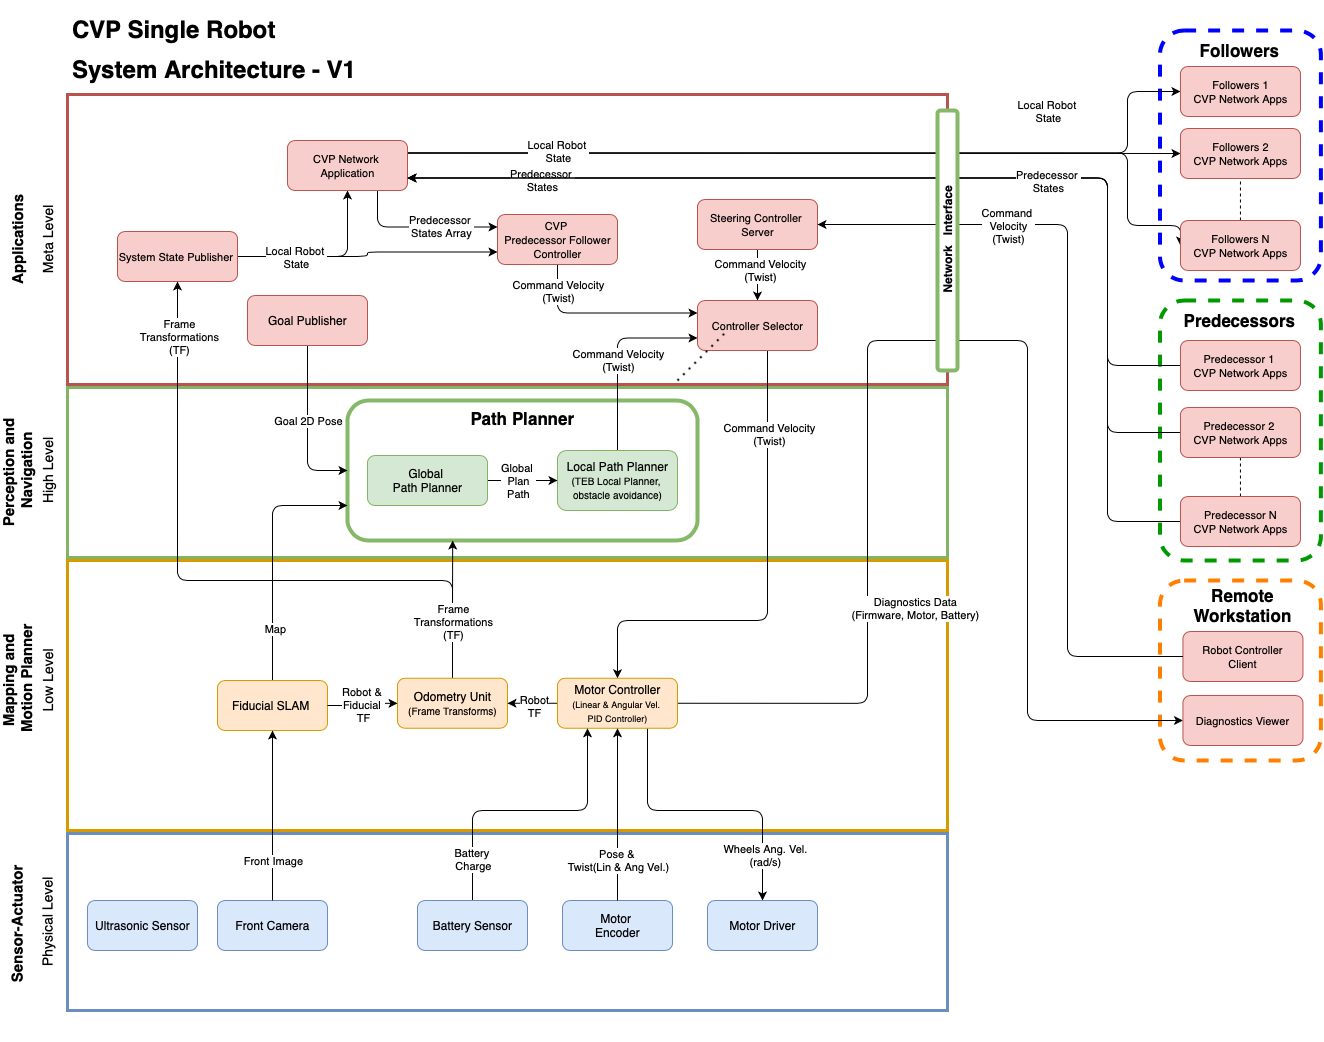 CVP Single Robot
System Architecture - V1
Applications
Meta Level
CVP Network
Application
Local Robot
State
Predecessor
States
Predecessor
States Array
System State Publisher
Local Robot
State
CVP
Predecessor Follower
Controller
Steering Controller
Server
Command Velocity
(Twist)
Command Velocity
(Twist)
Goal Publisher
Frame
Transformations
(TF)
Controller Selector
Command Velocity
(Twist)
Network Interface
Local Robot
State
Predecessor
States
Command
Velocity
(Twist)
Followers
Followers 1
CVP Network Apps
Followers 2
CVP Network Apps
Followers N
CVP Network Apps
Predecessors
Predecessor 1
CVP Network Apps
Predecessor 2
CVP Network Apps
Predecessor N
CVP Network Apps
Remote
Workstation
Robot Controller
Client
Diagnostics Viewer
Perception and
Navigation
High Level
Goal 2D Pose
Path Planner
Global
Path Planner
Global
Plan
Path
Local Path Planner
(TEB Local Planner,
obstacle avoidance)
Command Velocity
(Twist)
Mapping and
Motion Planner
Low Level
Map
Frame
Transformations
(TF)
Diagnostics Data
(Firmware, Motor, Battery)
Fiducial SLAM
Robot &
Fiducial
TF
Odometry Unit
(Frame Transforms)
Robot
TF
Motor Controller
(Linear & Angular Vel.
PID Controller)
Sensor-Actuator
Physical Level
Front Image
Battery
Charge
Pose &
Twist(Lin & Ang Vel.)
Wheels Ang. Vel.
(rad/s)
Ultrasonic Sensor
Front Camera
Battery Sensor
Motor
Encoder
Motor Driver